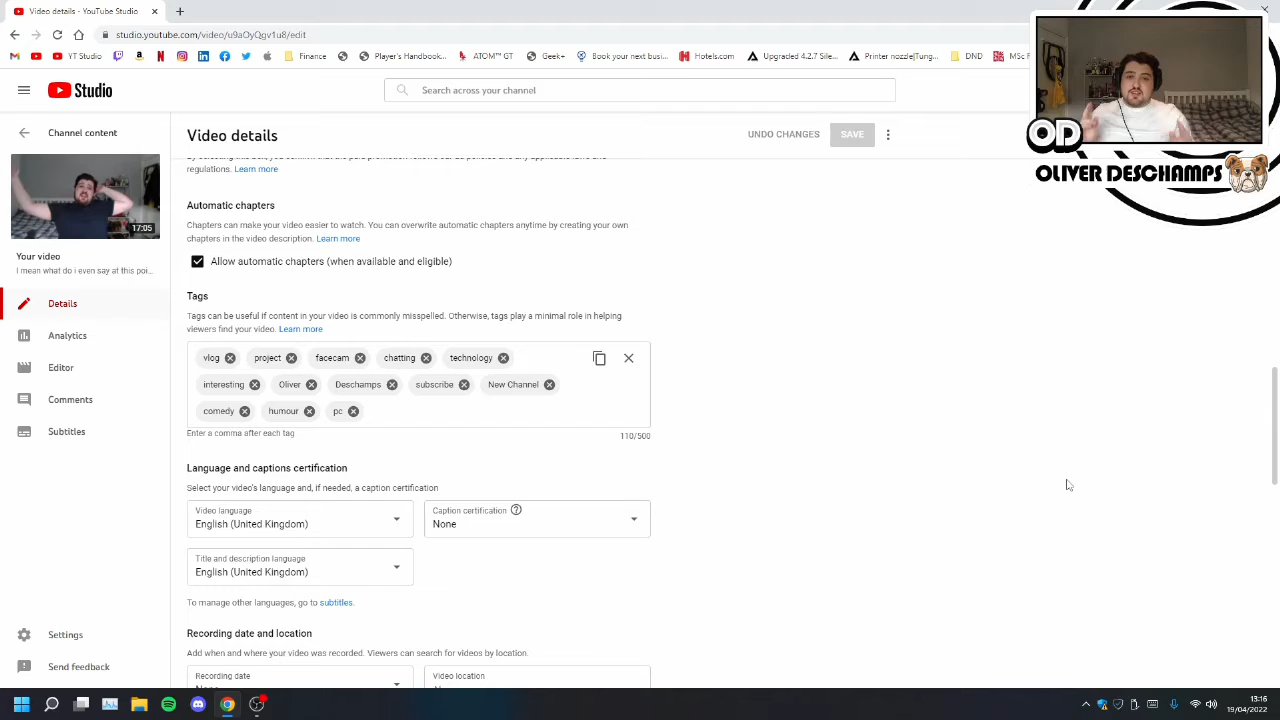 Video details - YouTube Studio
studio.youtube.com/video/u9aOyQgv1u8/edit
YT Studio
Finance
Player's Handbook...
ATOM™ GT
Geek+
Book your next busi...
Hotels.com
Upgraded 4.2.7 Sile...
Printer nozzle|Tung...
DND
MSc F
Studio
Search across your channel
OD
OLIVER DESCHAMPS
Channel content
Video details
UNDO CHANGES
SAVE
regulations. Learn more
17:05
Your video
I mean what do i even say at this poi...
Details
Analytics
Editor
Comments
Subtitles
Settings
Send feedback
Automatic chapters
Chapters can make your video easier to watch. You can overwrite automatic chapters anytime by creating your own
chapters in the video description. Learn more
Allow automatic chapters (when available and eligible)
Tags
Tags can be useful if content in your video is commonly misspelled. Otherwise, tags play a minimal role in helping
viewers find your video. Learn more
vlog project facecam chatting technology
interesting Oliver Deschamps subscribe New Channel
comedy humour pc
Enter a comma after each tag
110/500
Language and captions certification
Select your video's language and, if needed, a caption certification
Video language
English (United Kingdom)
Caption certification
None
Title and description language
English (United Kingdom)
To manage other languages, go to subtitles.
Recording date and location
Add when and where your video was recorded. Viewers can search for videos by location.
Recording date
Video location
13:16
19/04/2022